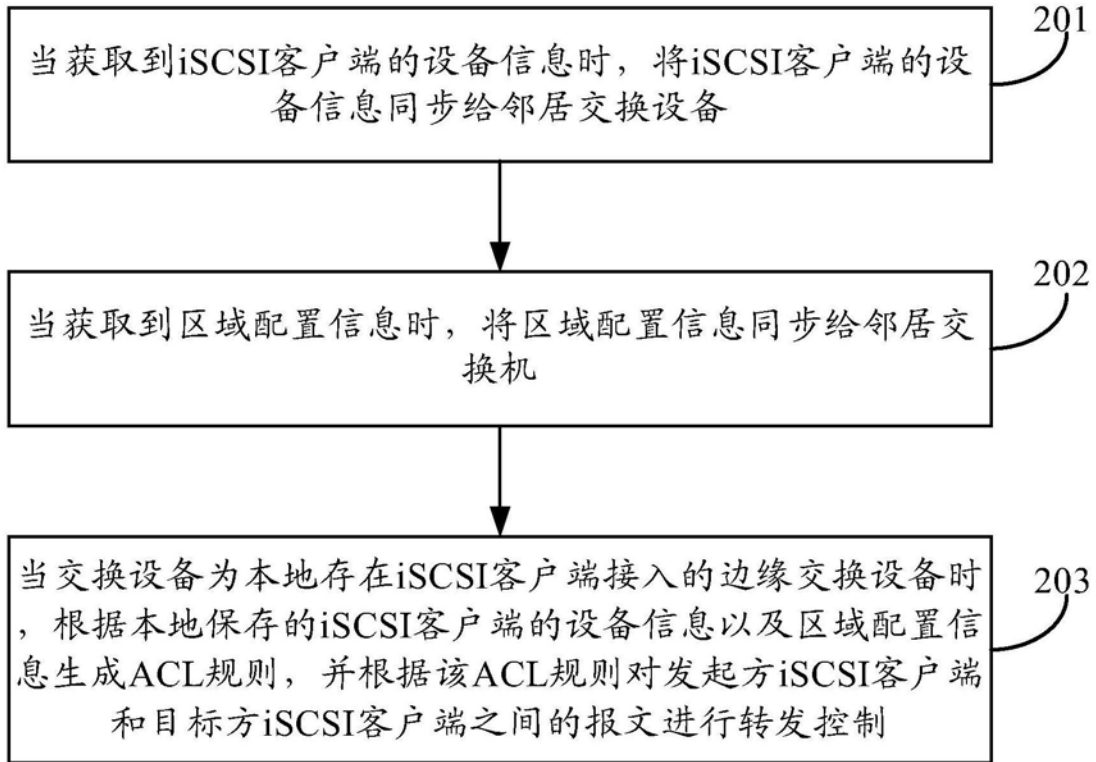 201
当获取到iSCSI客户端的设备信息时，将iSCSI客户端的设
备信息同步给邻居交换设备
202
当获取到区域配置信息时，将区域配置信息同步给邻居交
换机
203
当交换设备为本地存在iSCSI客户端接入的边缘交换设备时
，根据本地保存的iSCSI客户端的设备信息以及区域配置信
息生成ACL规则，并根据该ACL规则对发起方iSCSI客户端
和目标方iSCSI客户端之间的报文进行转发控制